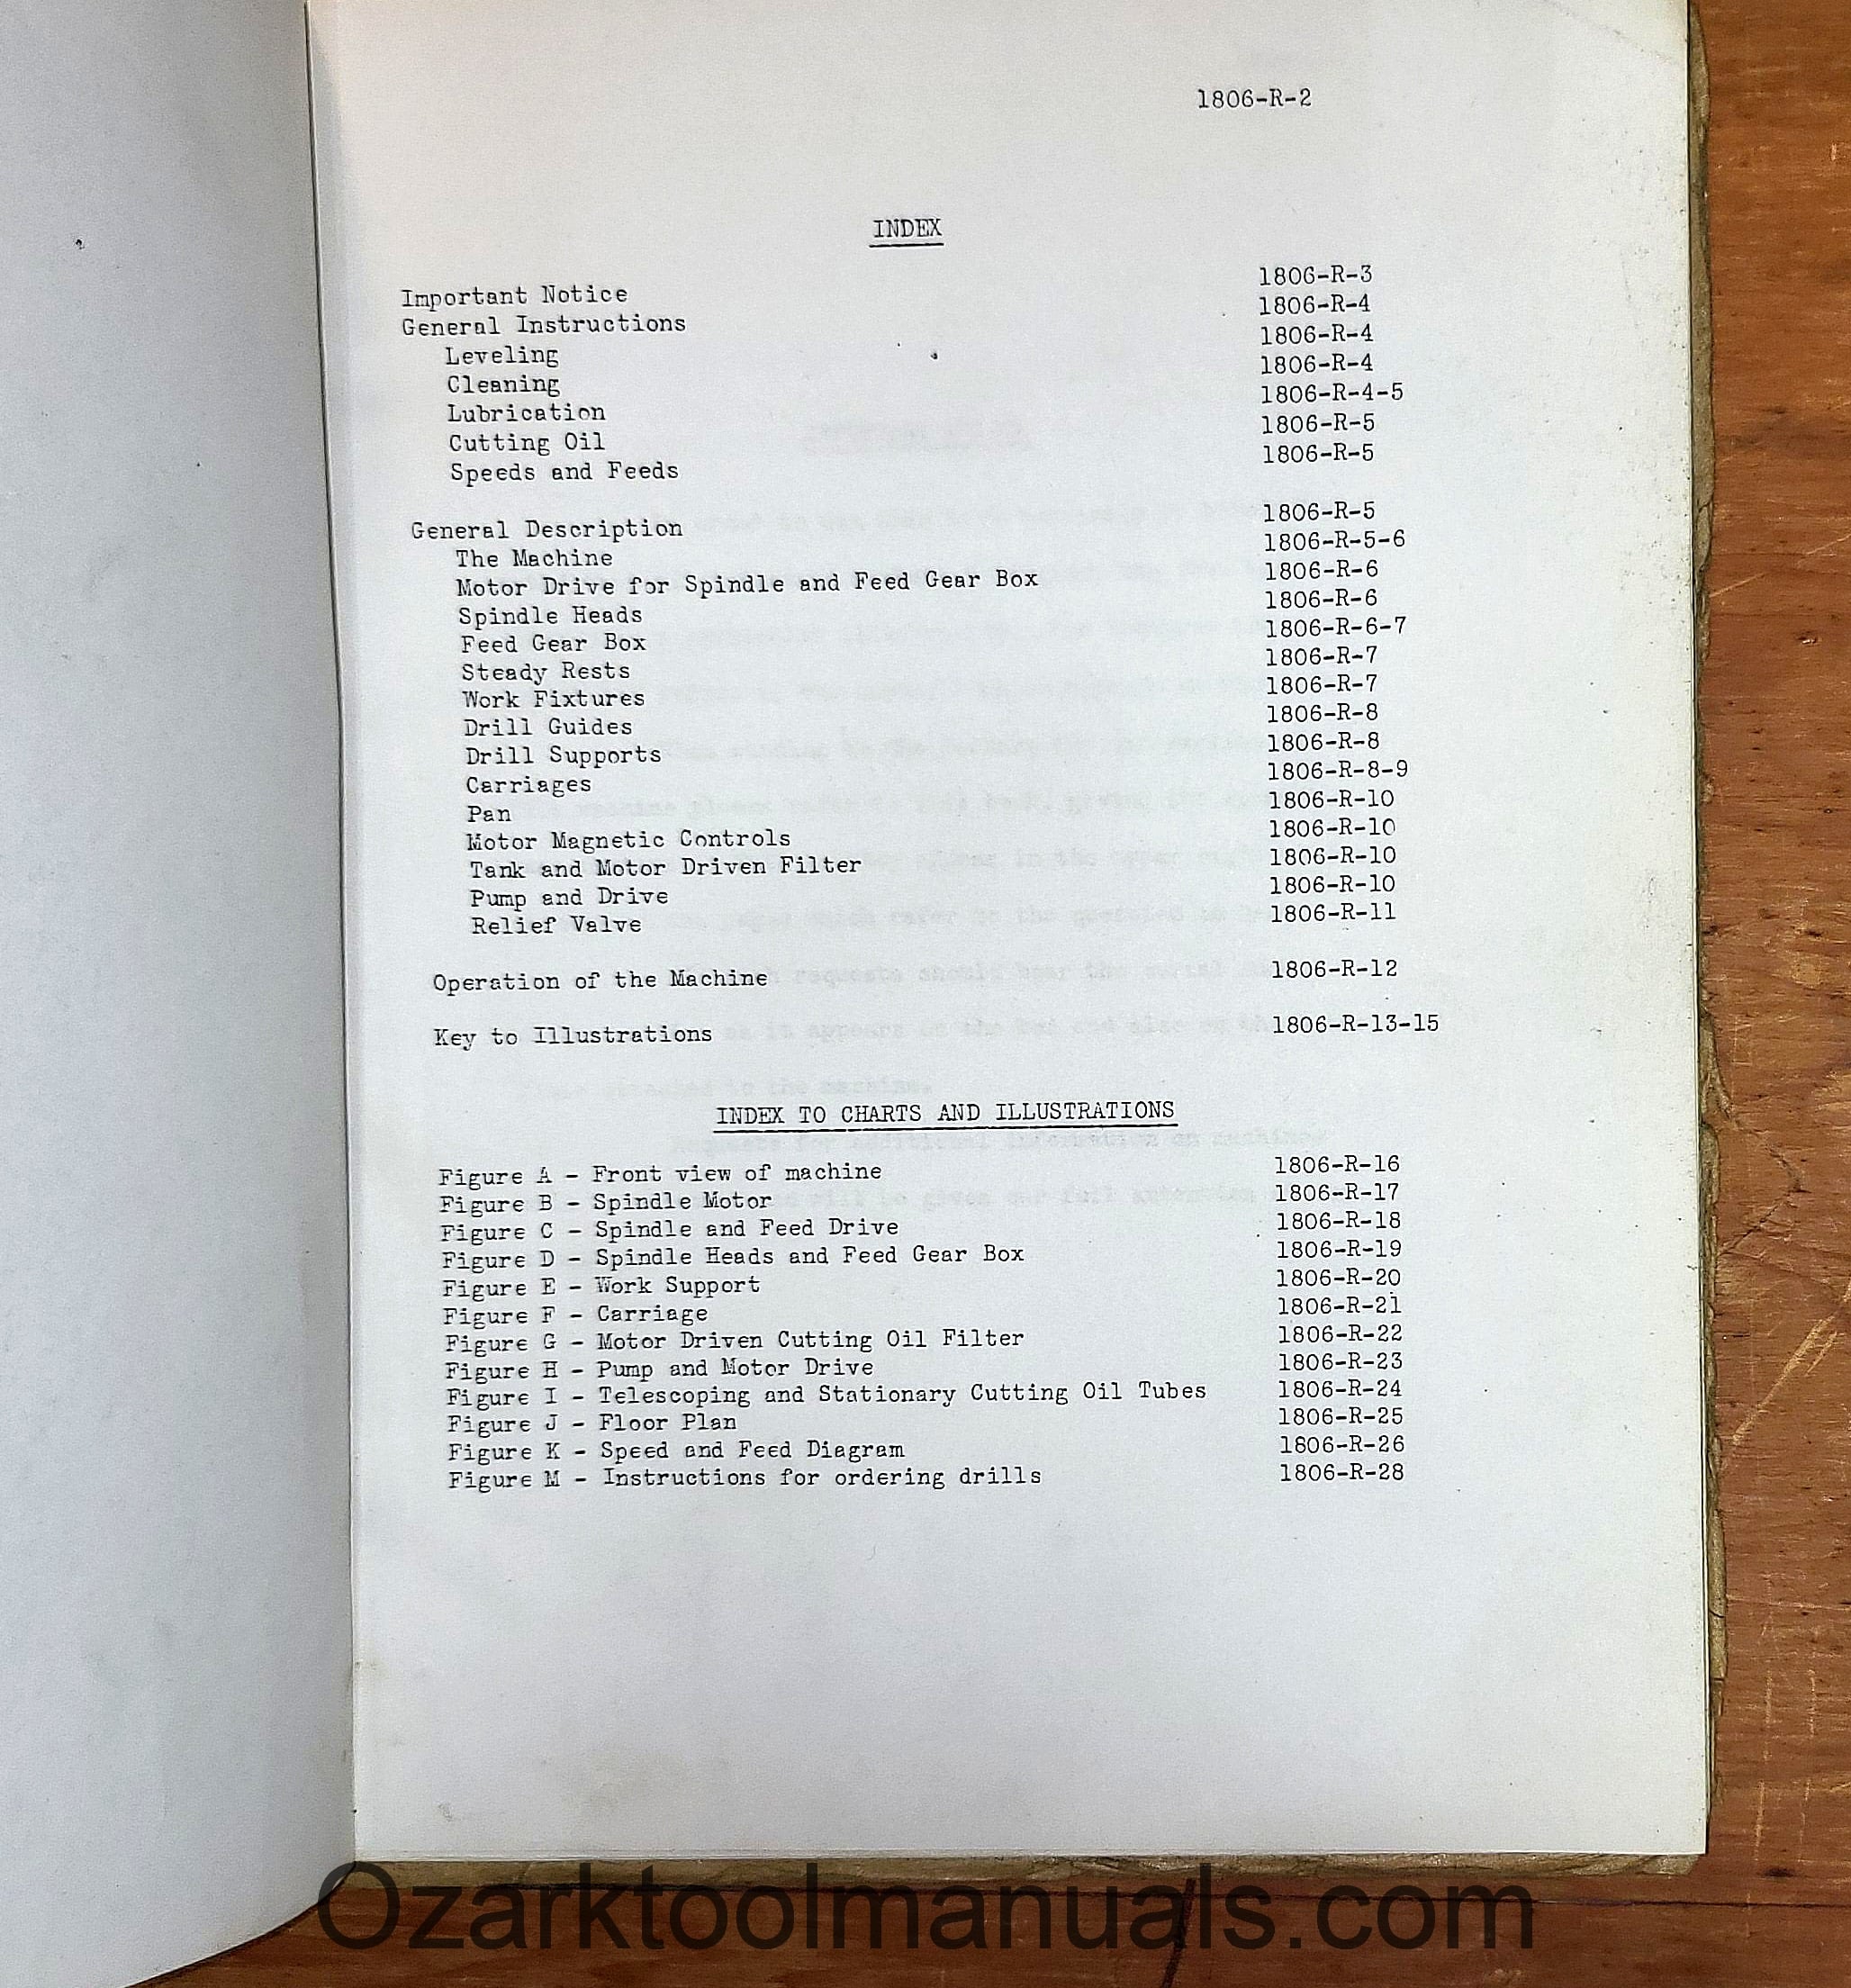 1806-R-2
INDEX
Important Notice 1806-R-3
General Instructions 1806-R-4
Leveling 1806-R-4
Cleaning 1806-R-4
Lubrication 1806-R-4-5
Cutting Oil 1806-R-5
Speeds and Feeds 1806-R-5
General Description 1806-R-5
The Machine 1806-R-5-6
Motor Drive for Spindle and Feed Gear Box 1806-R-6
Spindle Heads 1806-R-6
Feed Gear Box 1806-R-6-7
Steady Rests 1806-R-7
Work Fixtures 1806-R-7
Drill Guides 1806-R-8
Drill Supports 1806-R-8
Carriages 1806-R-8-9
Pan 1806-R-10
Motor Magnetic Controls 1806-R-10
Tank and Motor Driven Filter 1806-R-10
Pump and Drive 1806-R-10
Relief Valve 1806-R-11
Operation of the Machine 1806-R-12
Key to Illustrations 1806-R-13-15
INDEX TO CHARTS AND ILLUSTRATIONS
Figure A - Front view of machine 1806-R-16
Figure B - Spindle Motor 1806-R-17
Figure C - Spindle and Feed Drive 1806-R-18
Figure D - Spindle Heads and Feed Gear Box 1806-R-19
Figure E - Work Support 1806-R-20
Figure F - Carriage 1806-R-21
Figure G - Motor Driven Cutting Oil Filter 1806-R-22
Figure H - Pump and Motor Drive 1806-R-23
Figure I - Telescoping and Stationary Cutting Oil Tubes 1806-R-24
Figure J - Floor Plan 1806-R-25
Figure K - Speed and Feed Diagram 1806-R-26
Figure M - Instructions for ordering drills 1806-R-28
Ozarktoolmanuals.com